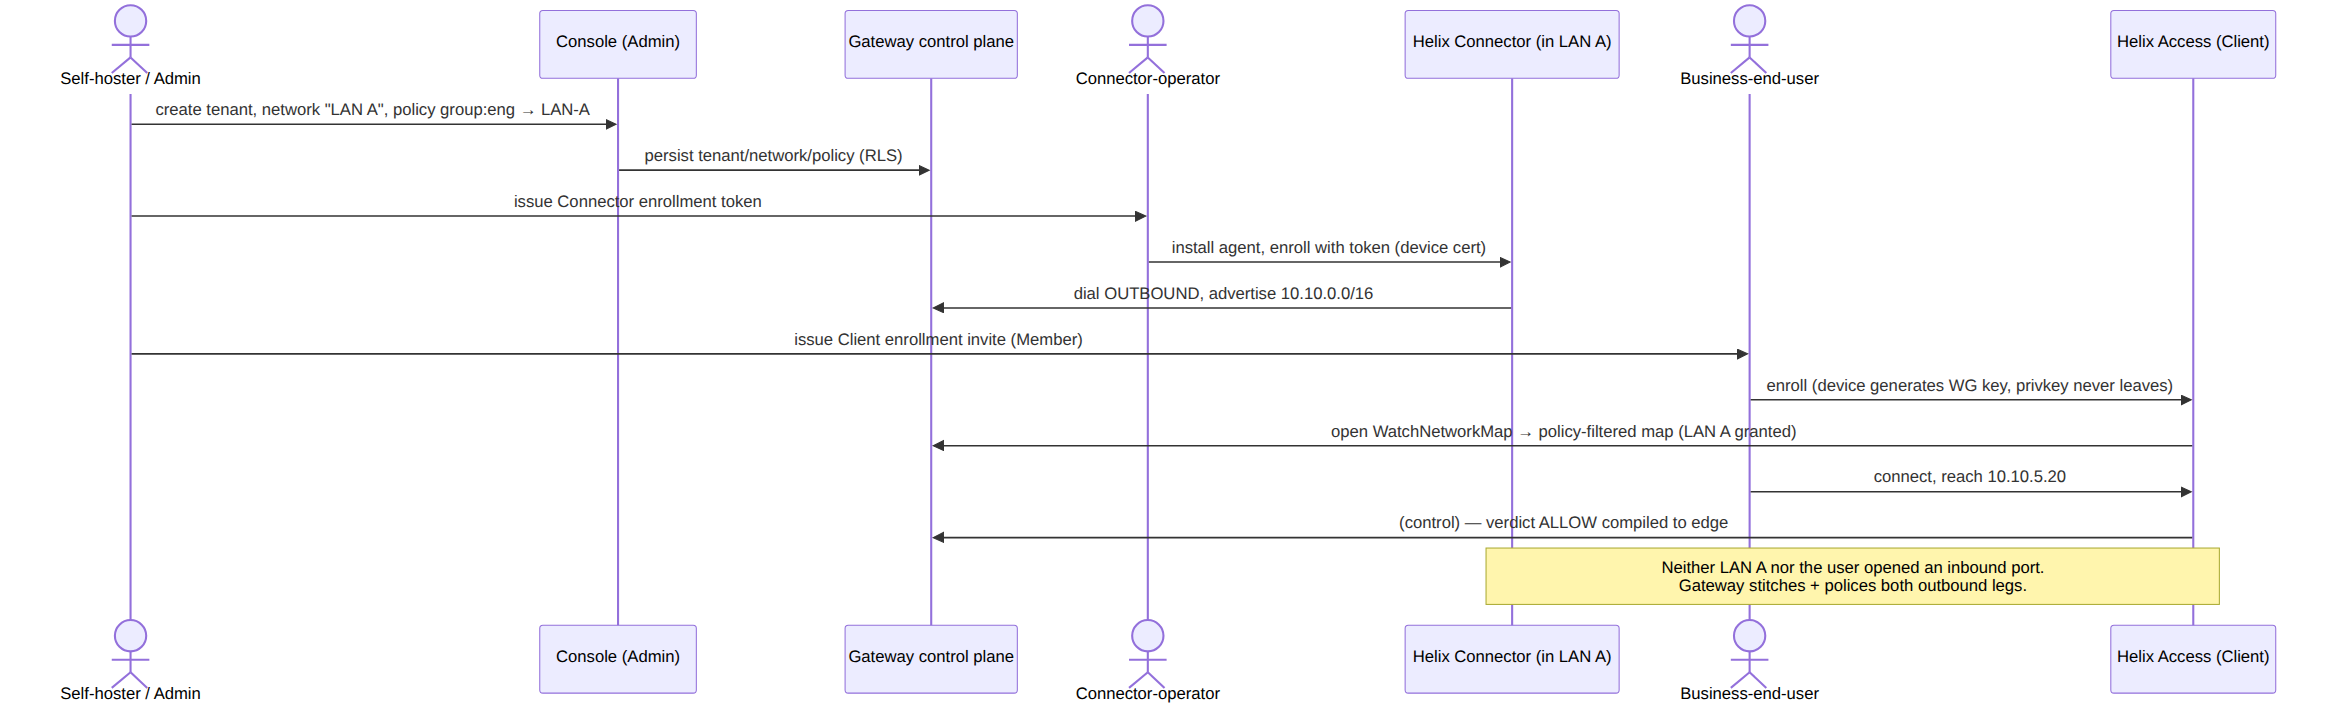 Self-hoster / Admin
Console (Admin)
Gateway control plane
Connector-operator
Helix Connector (in LAN A)
Business-end-user
Helix Access (Client)
create tenant, network "LAN A", policy group:eng → LAN-A
persist tenant/network/policy (RLS)
issue Connector enrollment token
install agent, enroll with token (device cert)
dial OUTBOUND, advertise 10.10.0.0/16
issue Client enrollment invite (Member)
enroll (device generates WG key, privkey never leaves)
open WatchNetworkMap → policy-filtered map (LAN A granted)
connect, reach 10.10.5.20
(control) — verdict ALLOW compiled to edge
Neither LAN A nor the user opened an inbound port.
Gateway stitches + polices both outbound legs.
Self-hoster / Admin
Console (Admin)
Gateway control plane
Connector-operator
Helix Connector (in LAN A)
Business-end-user
Helix Access (Client)